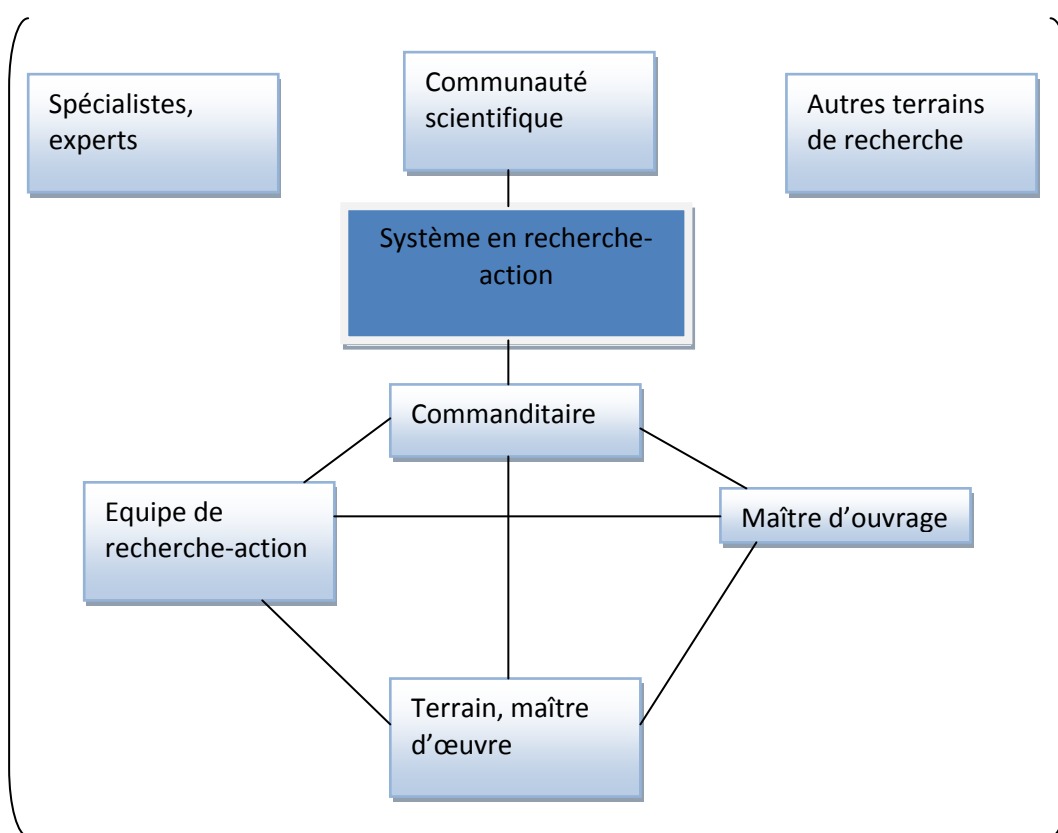 Spécialistes,
experts
Communauté
scientifique
Autres terrains
de recherche
Système en recherche-
action
Commanditaire
Equipe de
recherche-action
Maître d’ouvrage
Terrain, maître
d’œuvre